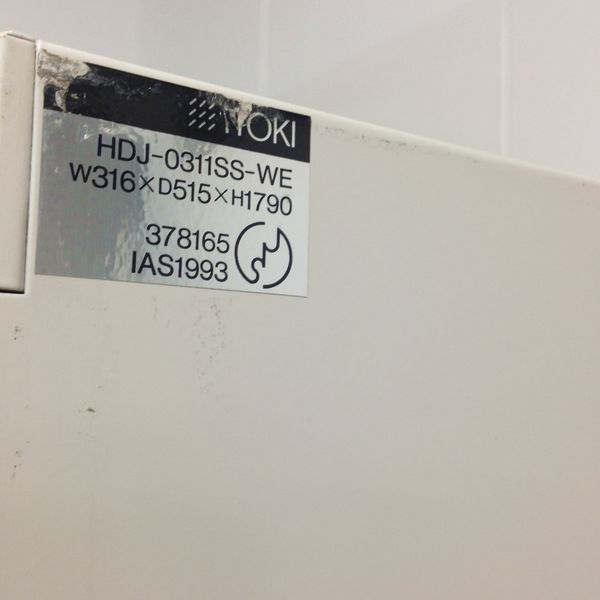 ITOKI
HDJ-0311SS-WE
W316×D515×H1790
378165
IAS1993